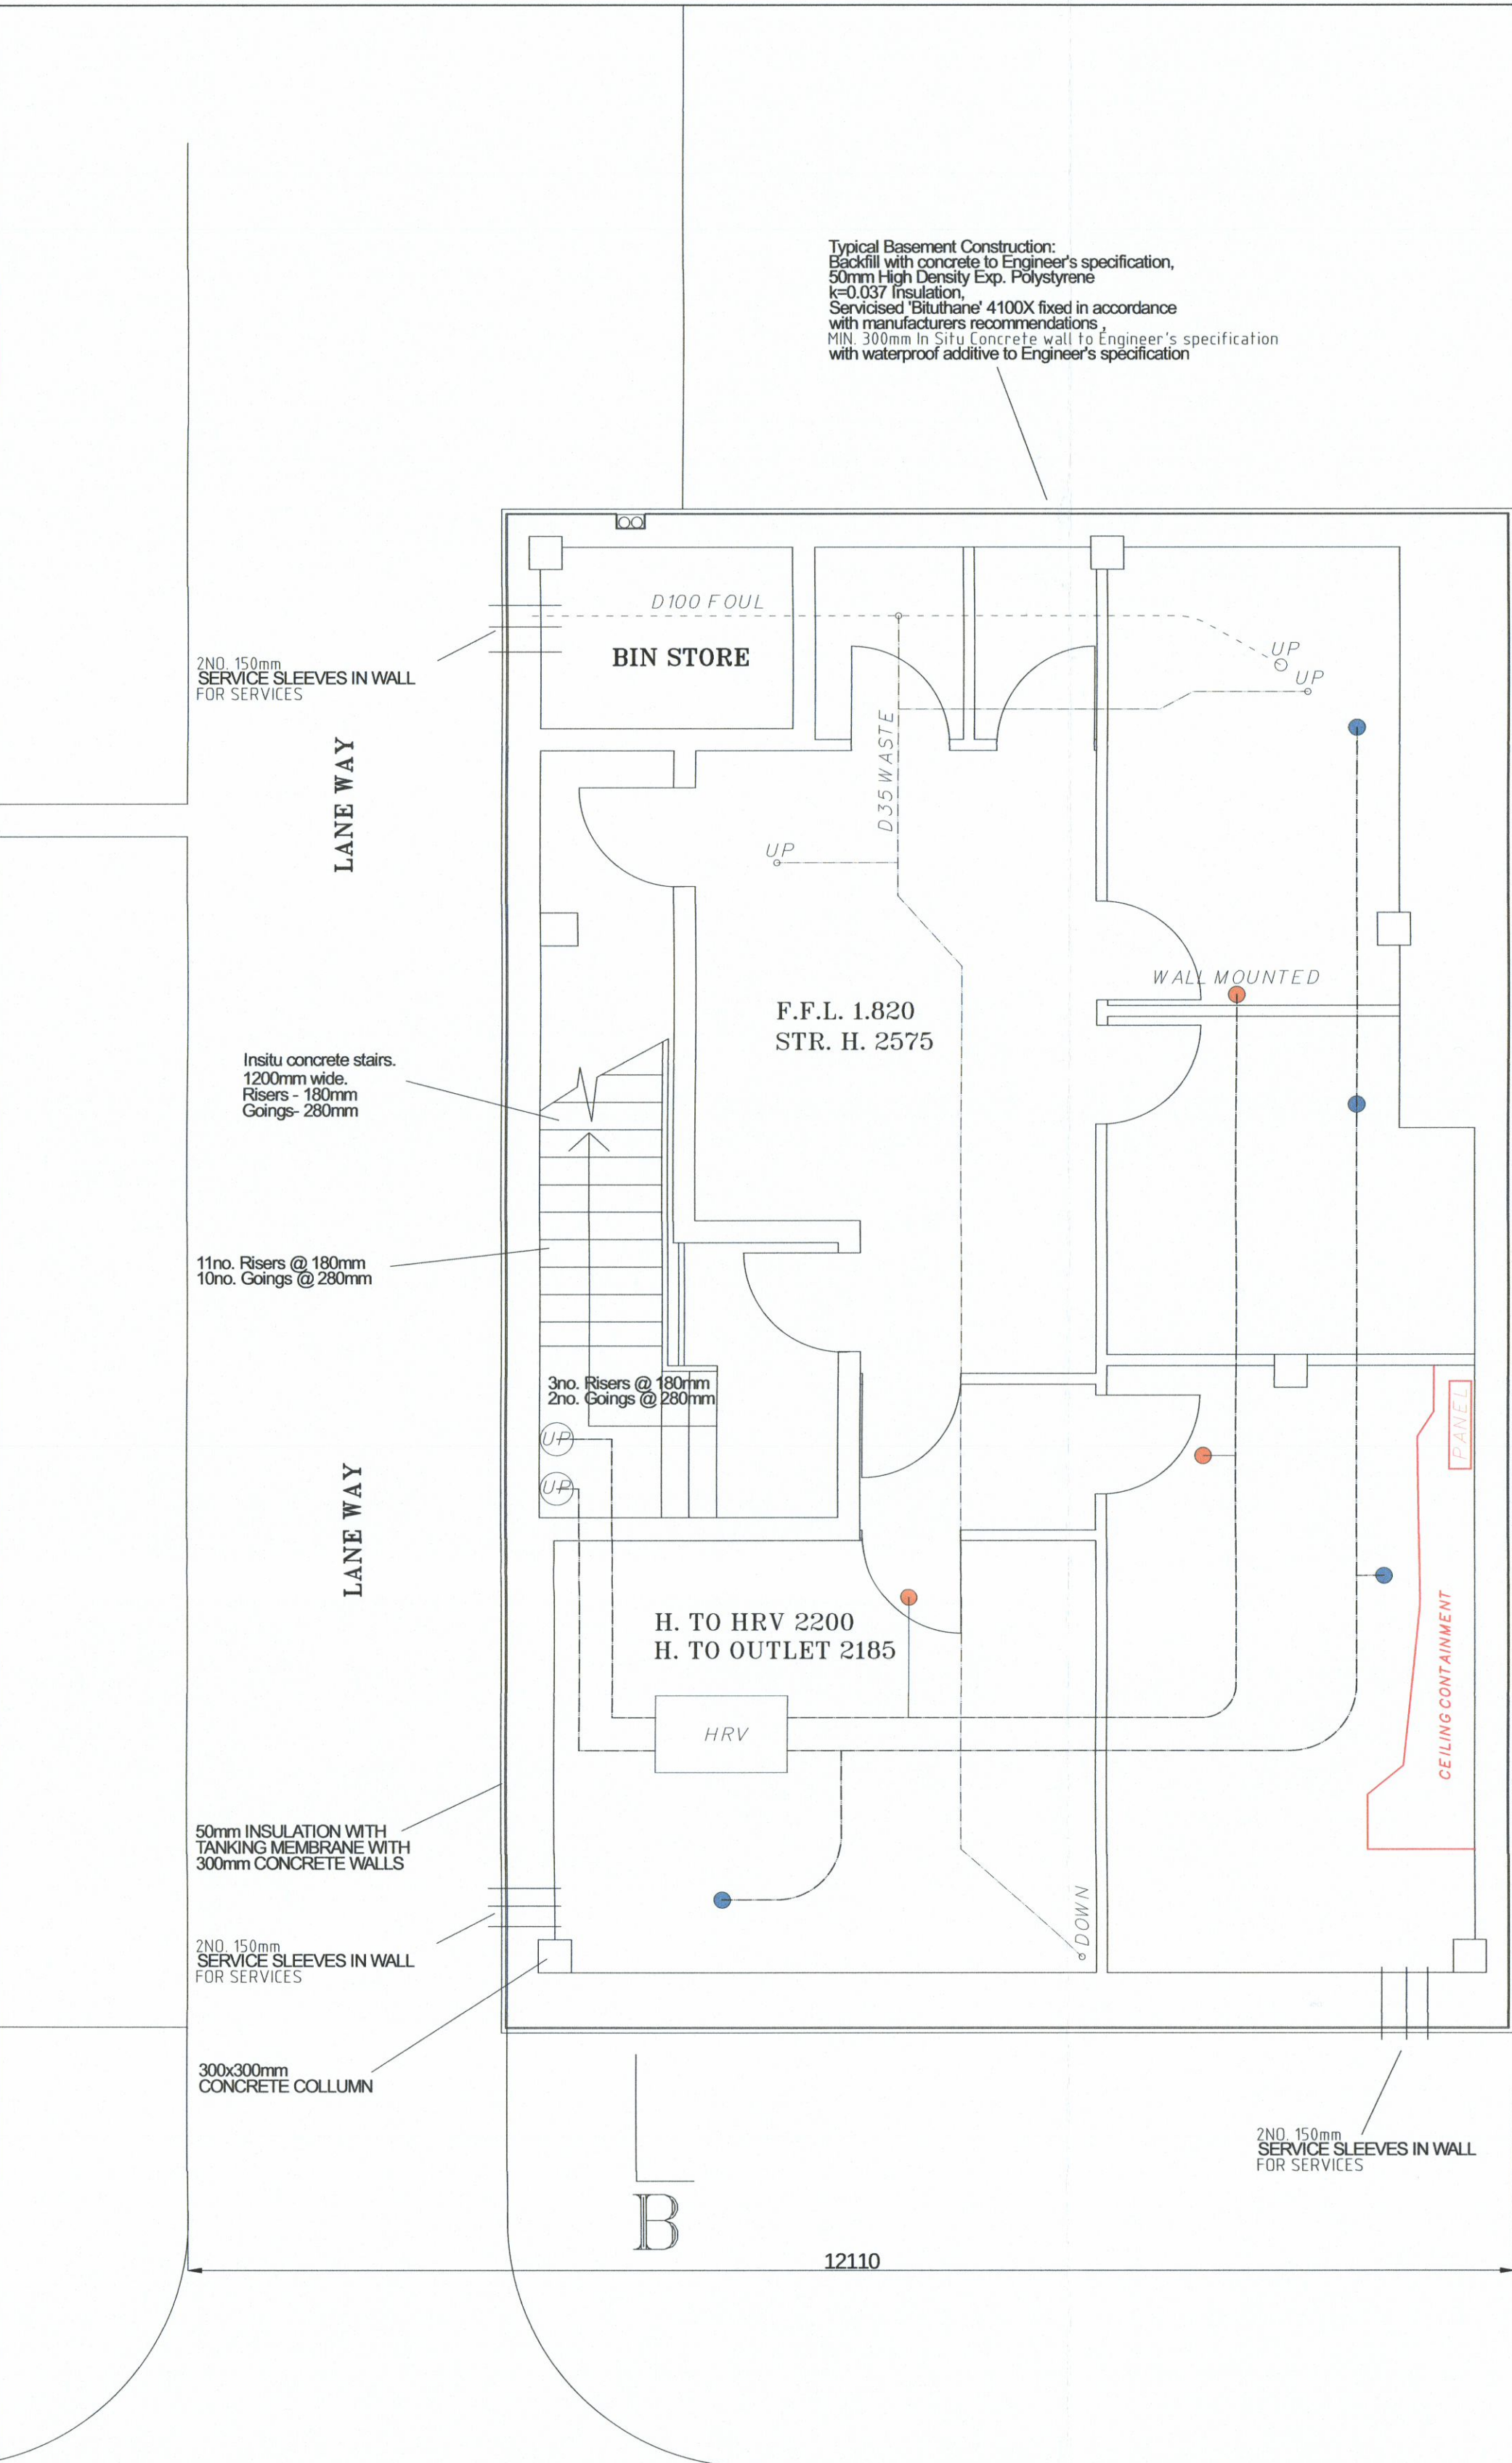 Typical Basement Construction:
Backfill with concrete to Engineer's specification,
50mm High Density Exp. Polystyrene
k=0.037 Insulation,
Servicised 'Bituthane' 4100X fixed in accordance
with manufacturers recommendations ,
MIN. 300mm In Situ Concrete wall to Engineer's specification
with waterproof additive to Engineer's specification
D100 FOUL
BIN STORE
UP
UP
2NO. 150mm
SERVICE SLEEVES IN WALL
FOR SERVICES
LANE WAY
D35 WASTE
UP
WALL MOUNTED
F.F.L. 1.820
STR. H. 2575
Insitu concrete stairs.
1200mm wide.
Risers - 180mm
Goings- 280mm
11no. Risers @ 180mm
10no. Goings @ 280mm
3no. Risers @ 180mm
2no. Goings @ 280mm
PANEL
UP
UP
LANE WAY
H. TO HRV 2200
H. TO OUTLET 2185
CEILING CONTAINMENT
HRV
50mm INSULATION WITH
TANKING MEMBRANE WITH
300mm CONCRETE WALLS
DOWN
2NO. 150mm
SERVICE SLEEVES IN WALL
FOR SERVICES
300x300mm
CONCRETE COLLUMN
2NO. 150mm
SERVICE SLEEVES IN WALL
FOR SERVICES
B
12110